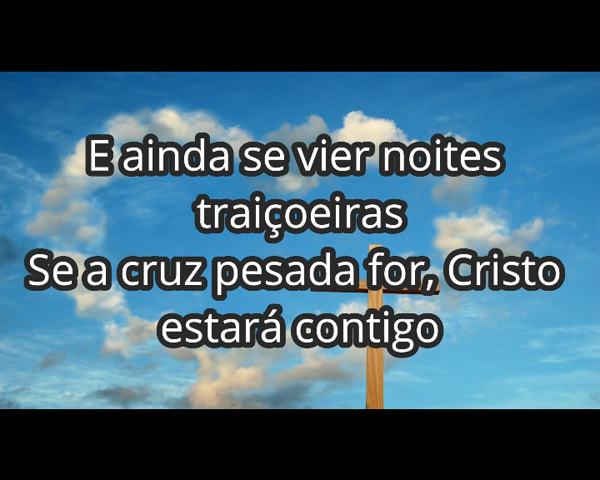 E ainda se vier noites
traiçoeiras
Se a cruz pesada for, Cristo
estará contigo